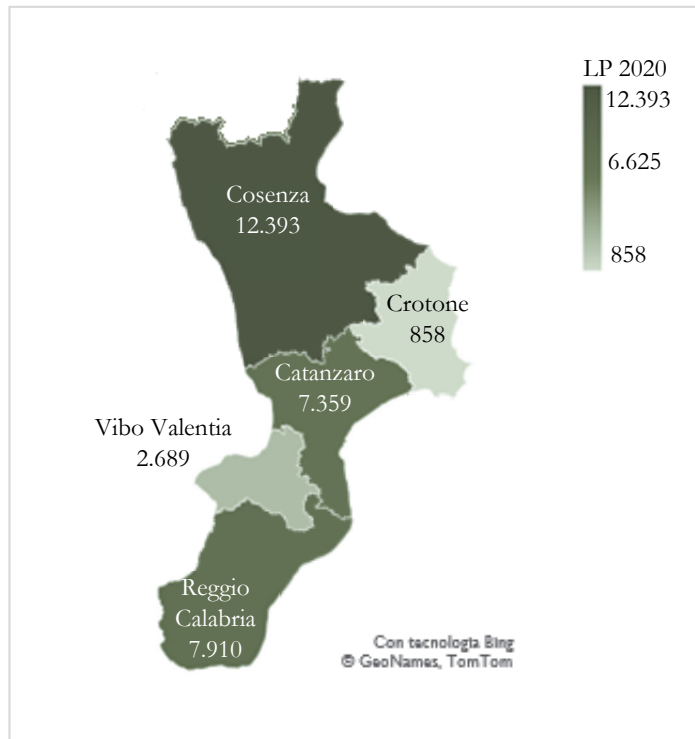 LP 2020
12.393
6.625
858
Cosenza
12.393
Crotone
858
Catanzaro
7.359
Vibo Valentia
2.689
Reggio
Calabria
7.910
Con tecnologia Bing
© GeoNames, TomTom